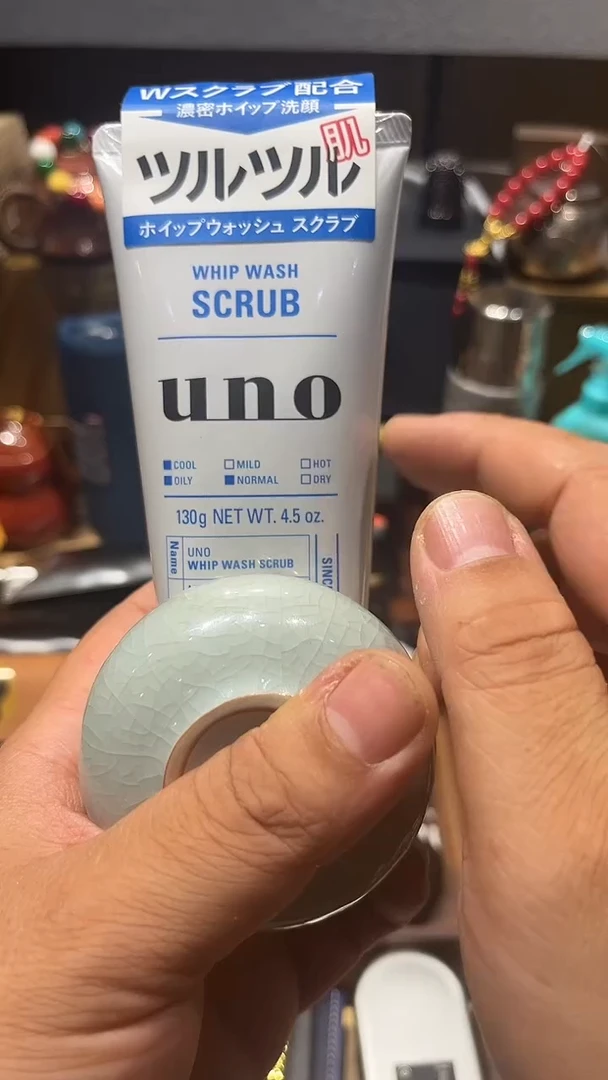 Wスクラブ配合
濃密ホイップ洗顔
ツルツル肌
ホイップウォッシュ スクラブ
WHIP WASH
SCRUB
uno
COOL MILD HOT
OILY NORMAL DRY
130g NET WT. 4.5 oz.
Name
UNO
WHIP WASH SCRUB